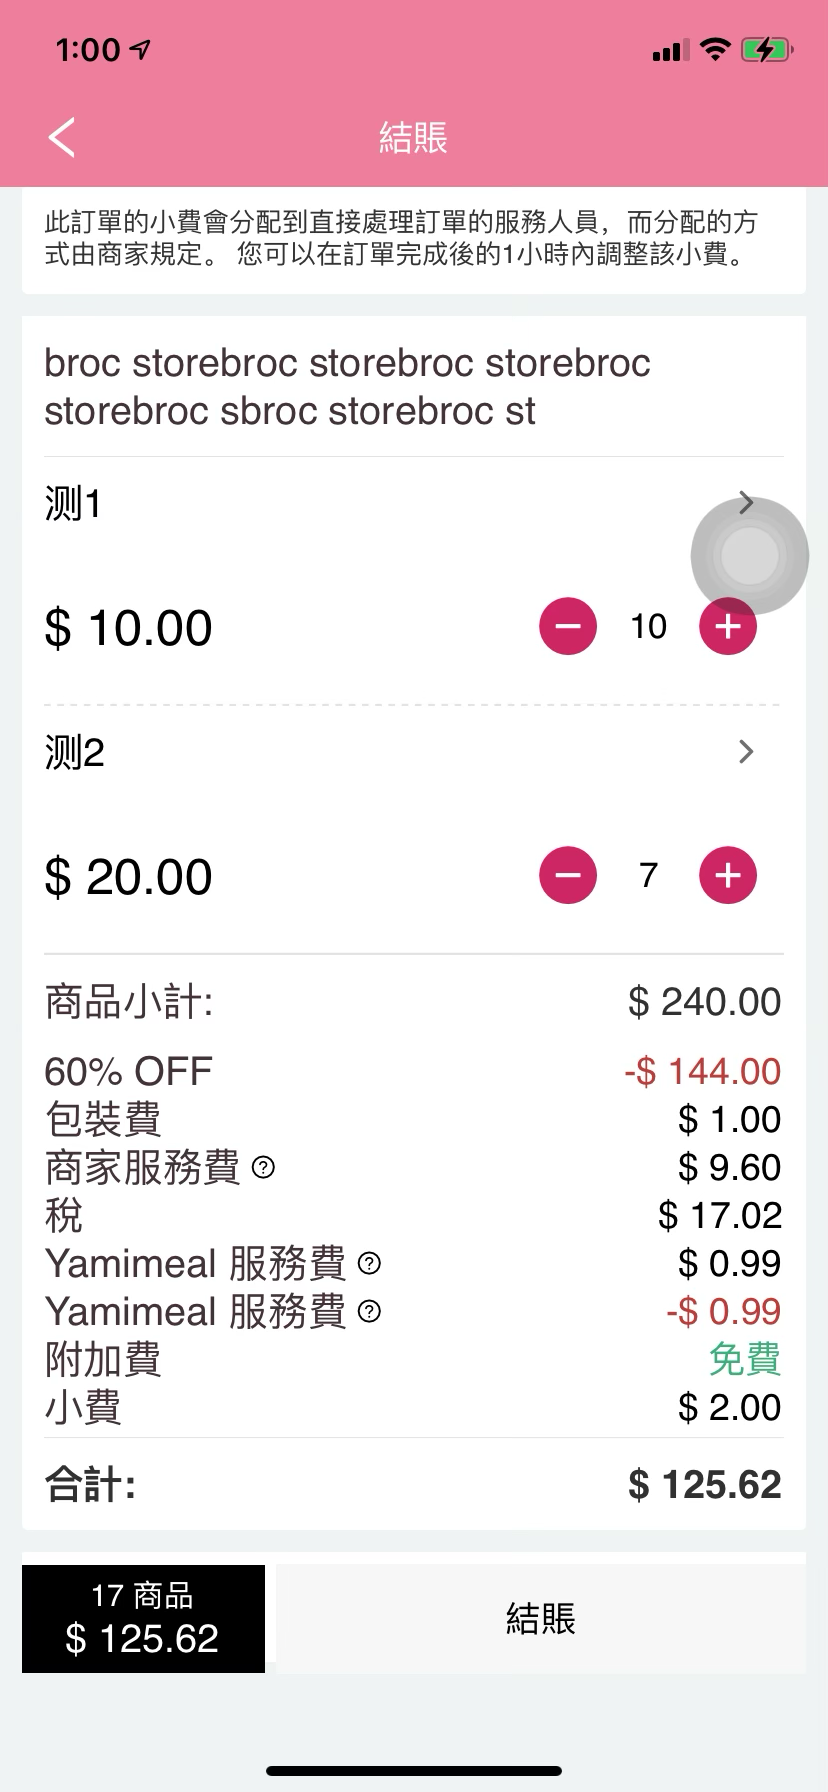 1:00
結賬
此訂單的小費會分配到直接處理訂單的服務人員，而分配的方
式由商家規定。 您可以在訂單完成後的1小時內調整該小費。
broc storebroc storebroc storebroc
storebroc sbroc storebroc st
测1
$ 10.00 10
测2
$ 20.00 7
商品小計: $ 240.00
60% OFF -$ 144.00
包裝費 $ 1.00
商家服務費 $ 9.60
稅 $ 17.02
Yamimeal 服務費 $ 0.99
Yamimeal 服務費 -$ 0.99
附加費 免費
小費 $ 2.00
合計: $ 125.62
17 商品
$ 125.62
結賬